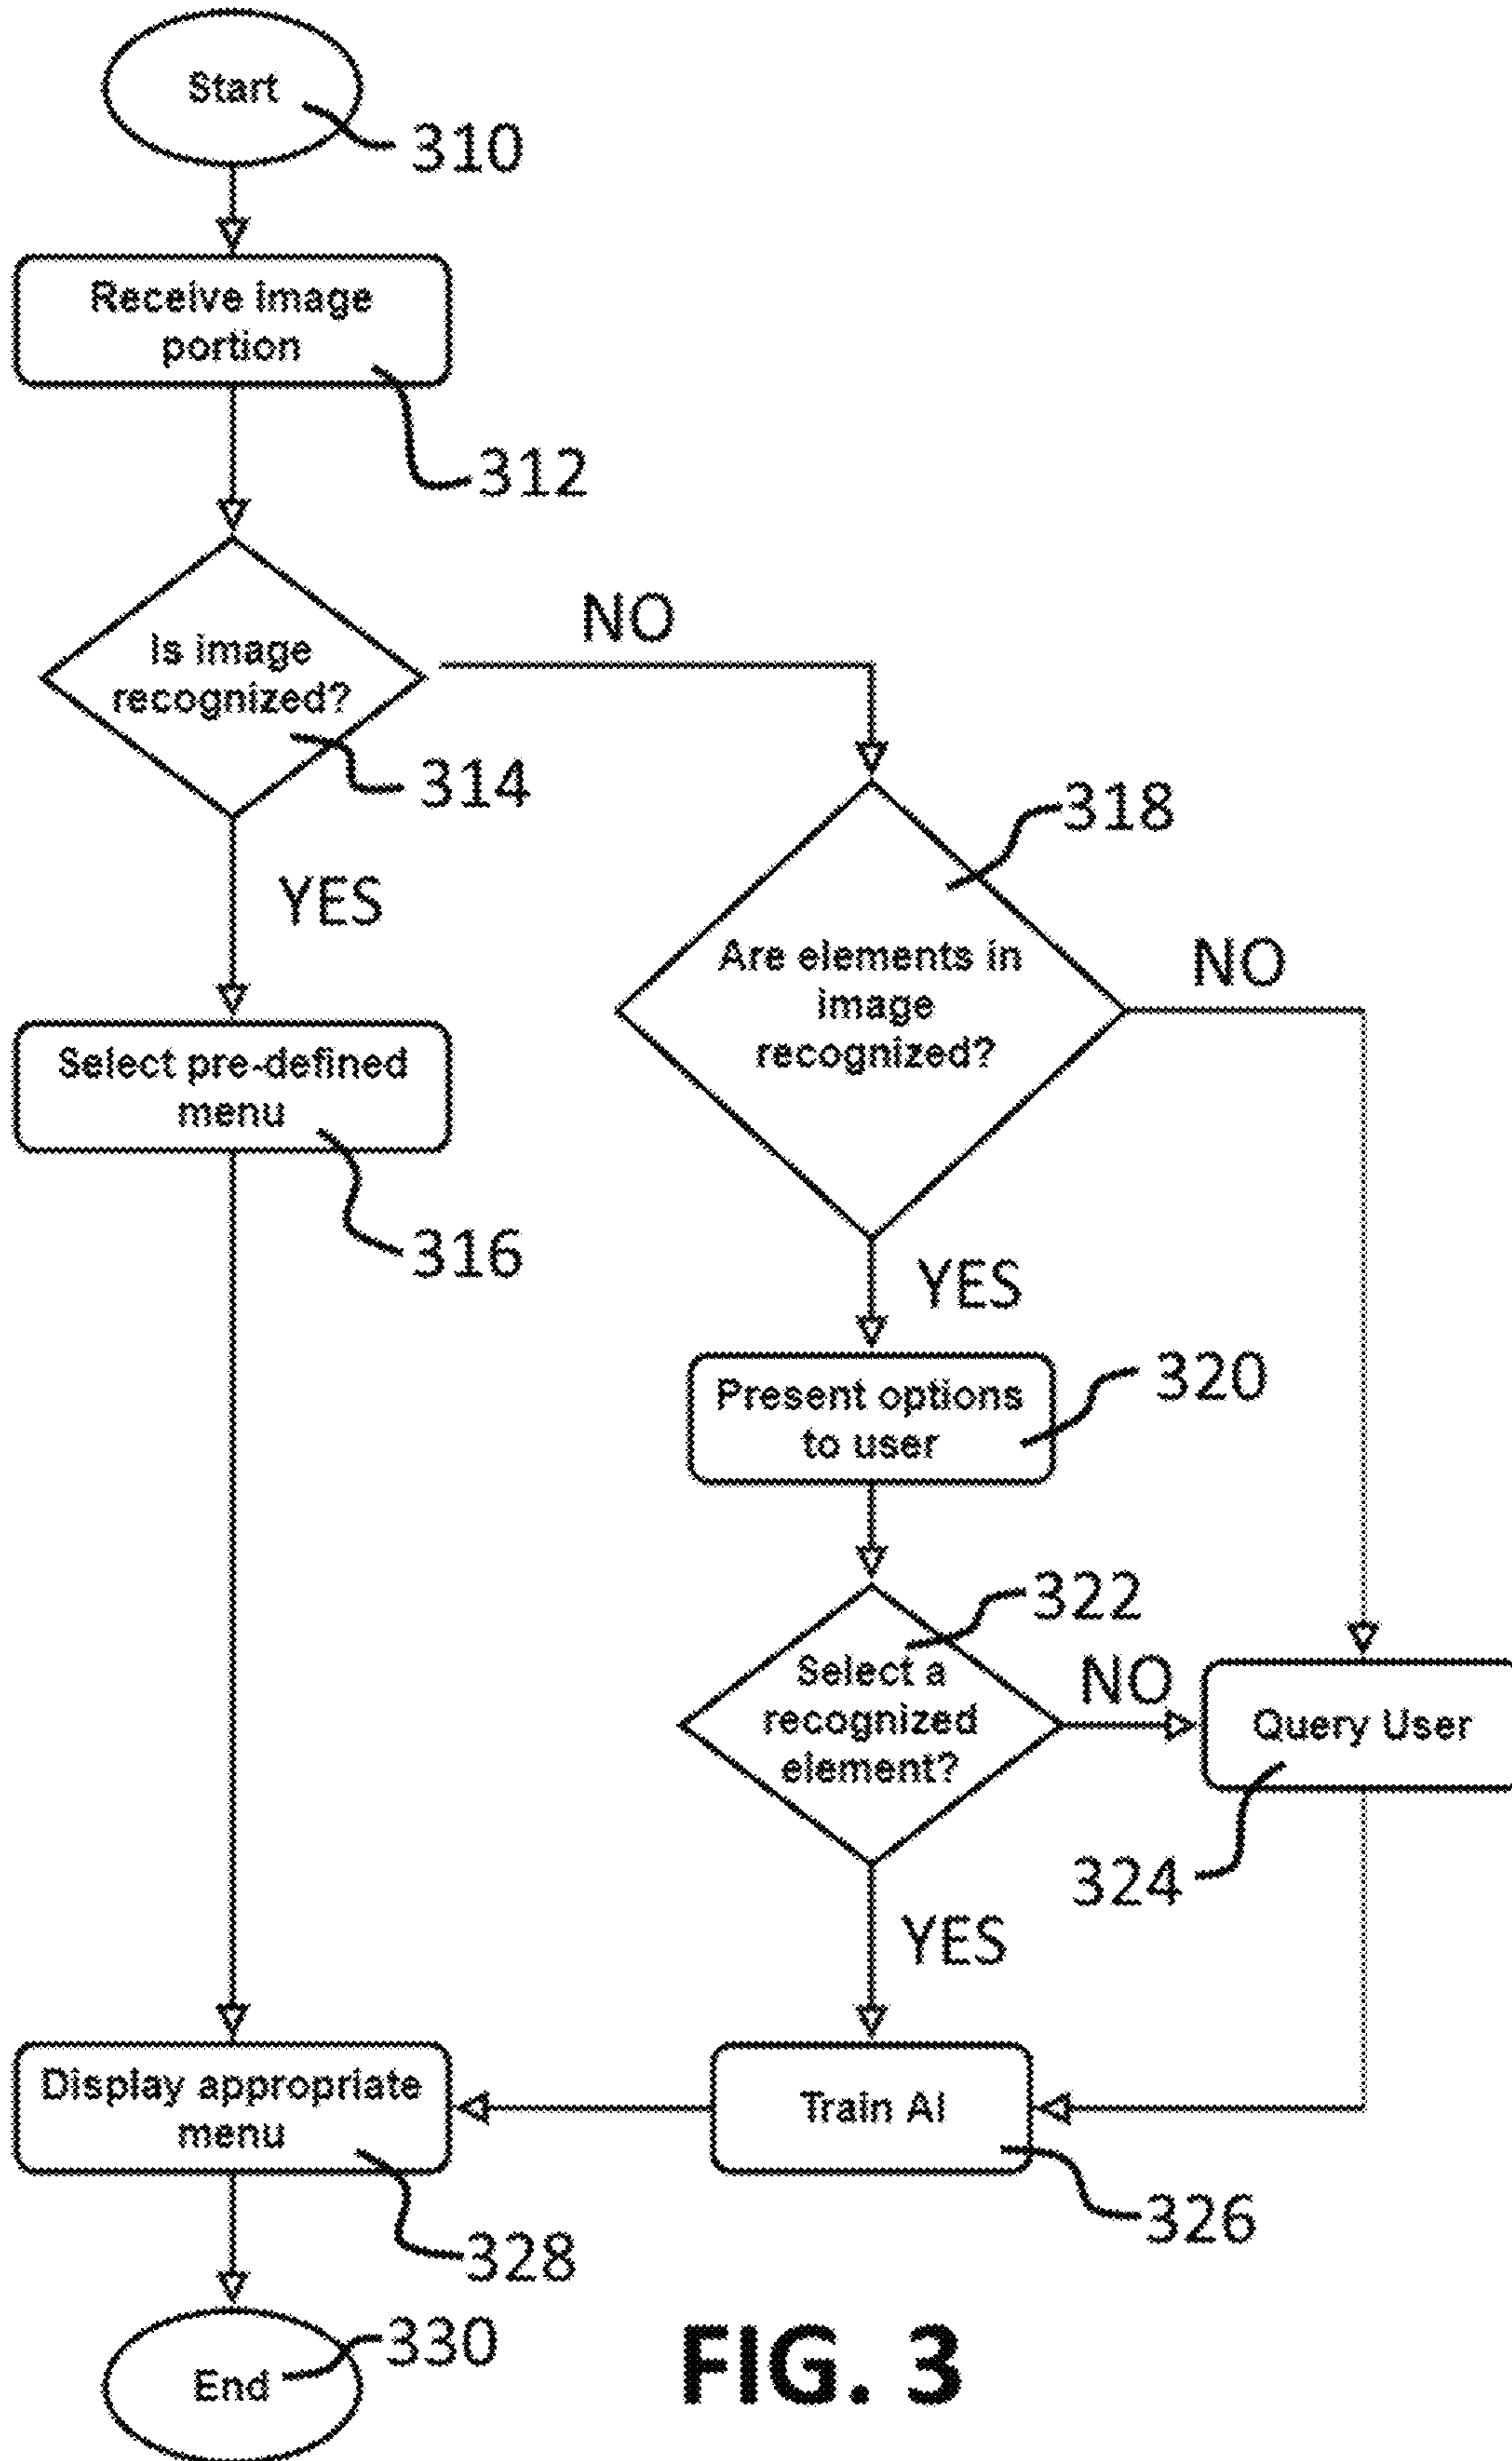 Start
310
Receive image
portion
312
Is image
recognized?
314
NO
YES
318
Are elements in
image
recognized?
NO
Select pre-defined
menu
316
YES
Present options
to user
320
322
Select a
recognized
element?
NO
Query User
324
YES
Display appropriate
menu
328
Train AI
326
End
330
FIG. 3